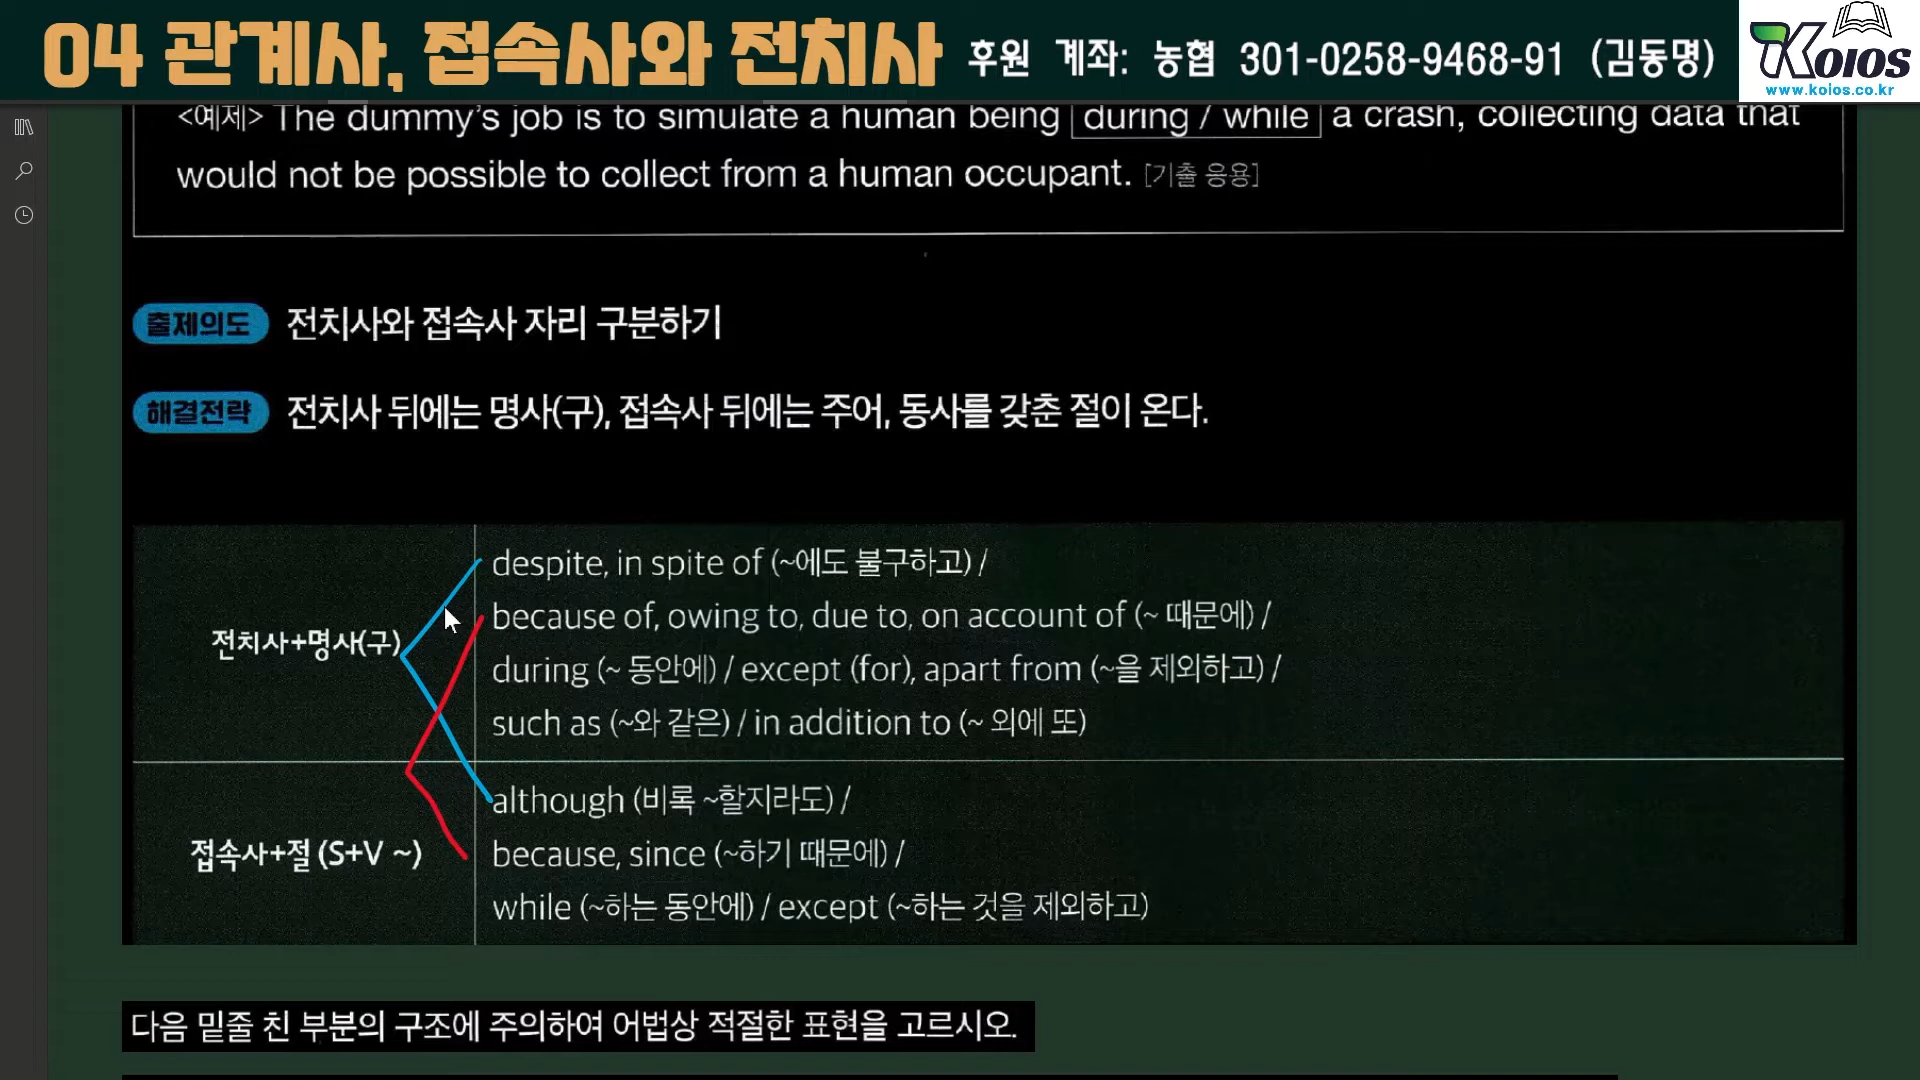 04 관계사, 접속사와 전치사 후원 계좌: 농협 301-0258-9468-91 (김동명)
KOIOS
www.koios.co.kr
<예제> The dummy's job is to simulate a human being during / while a crash, collecting data that
would not be possible to collect from a human occupant. [기출 응용]
출제의도 전치사와 접속사 자리 구분하기
해결전략 전치사 뒤에는 명사(구), 접속사 뒤에는 주어, 동사를 갖춘 절이 온다.
전치사+명사(구)
despite, in spite of (~에도 불구하고) /
because of, owing to, due to, on account of (~ 때문에) /
during (~ 동안에) / except (for), apart from (~을 제외하고) /
such as (~와 같은) / in addition to (~ 외에 또)
접속사+절 (S+V ~)
although (비록 ~할지라도) /
because, since (~하기 때문에) /
while (~하는 동안에) / except (~하는 것을 제외하고)
다음 밑줄 친 부분의 구조에 주의하여 어법상 적절한 표현을 고르시오.